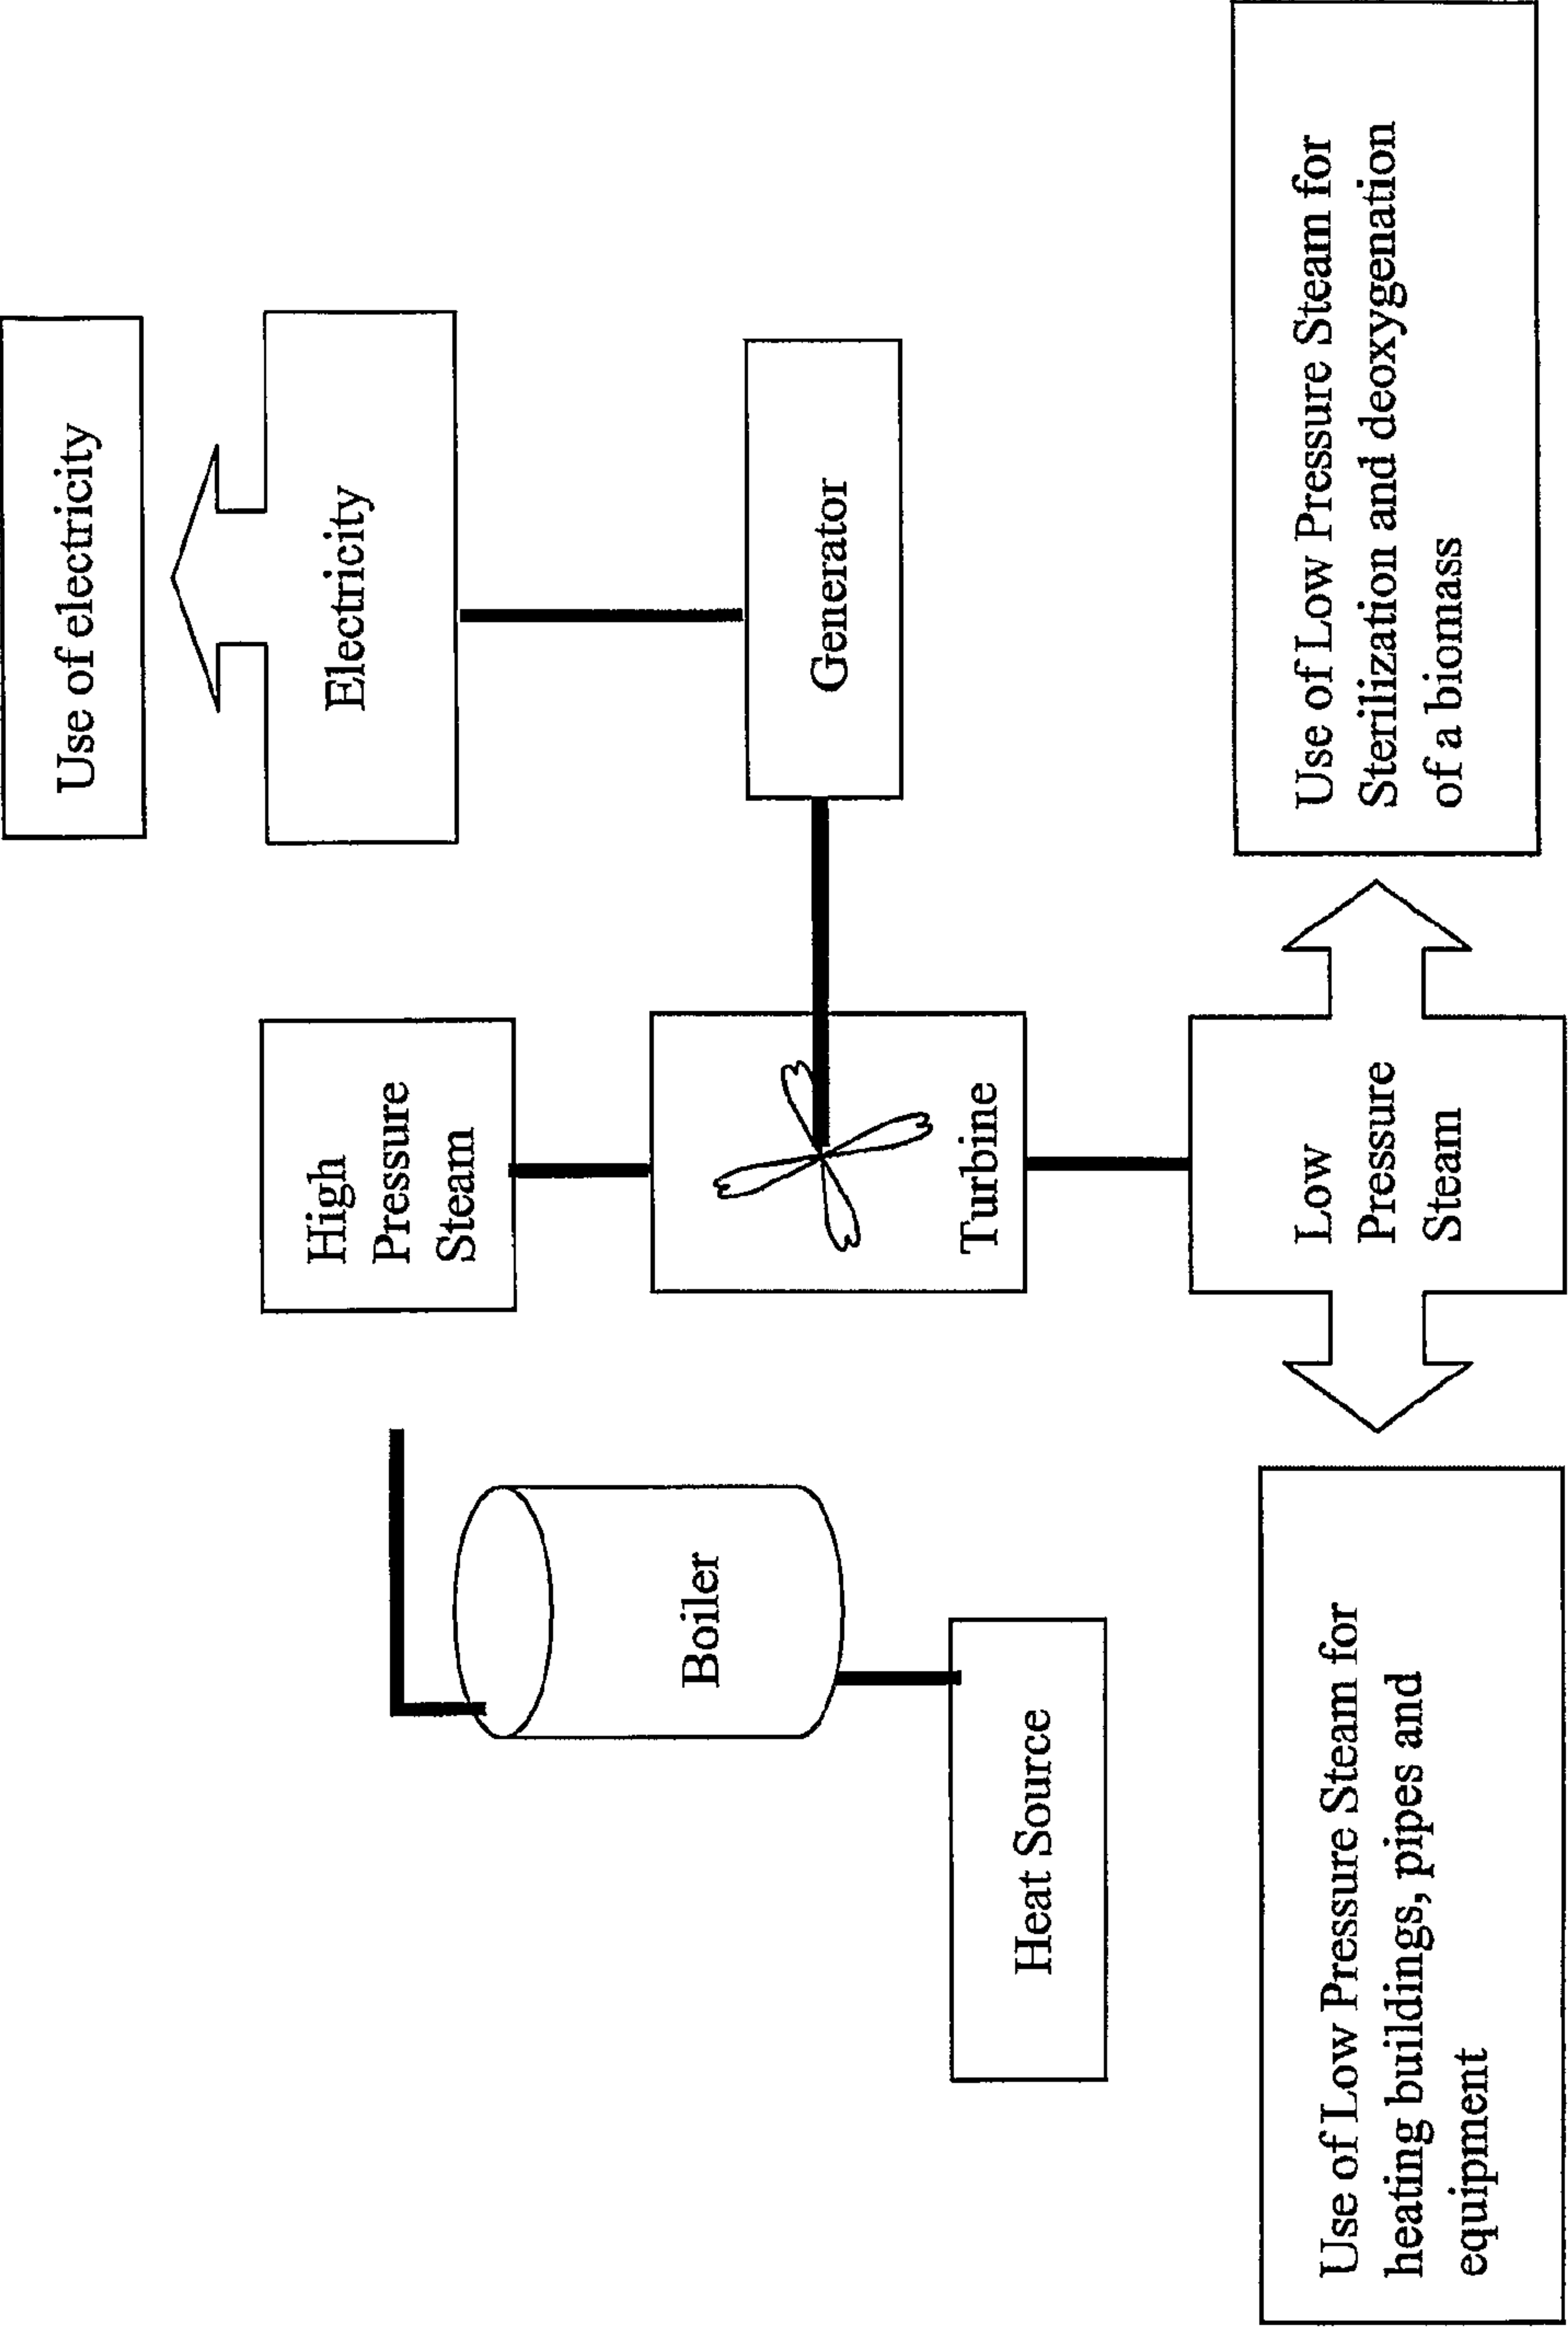 Use of electricity
Electricity
High
Pressure
Steam
Generator
Boiler
Turbine
Heat Source
Low
Pressure
Steam
Use of Low Pressure Steam for
heating buildings, pipes and
equipment
Use of Low Pressure Steam for
Sterilization and deoxygenation
of a biomass